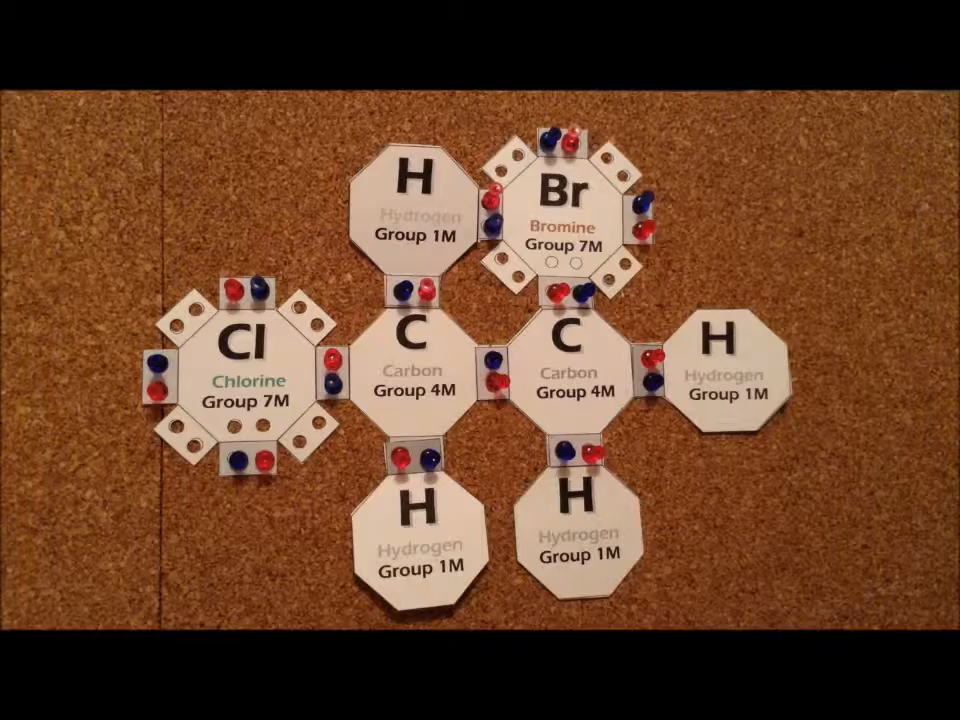 H
Hydrogen
Group 1M
Br
Bromine
Group 7M
Cl
Chlorine
Group 7M
C
Carbon
Group 4M
C
Carbon
Group 4M
H
Hydrogen
Group 1M
H
Hydrogen
Group 1M
H
Hydrogen
Group 1M